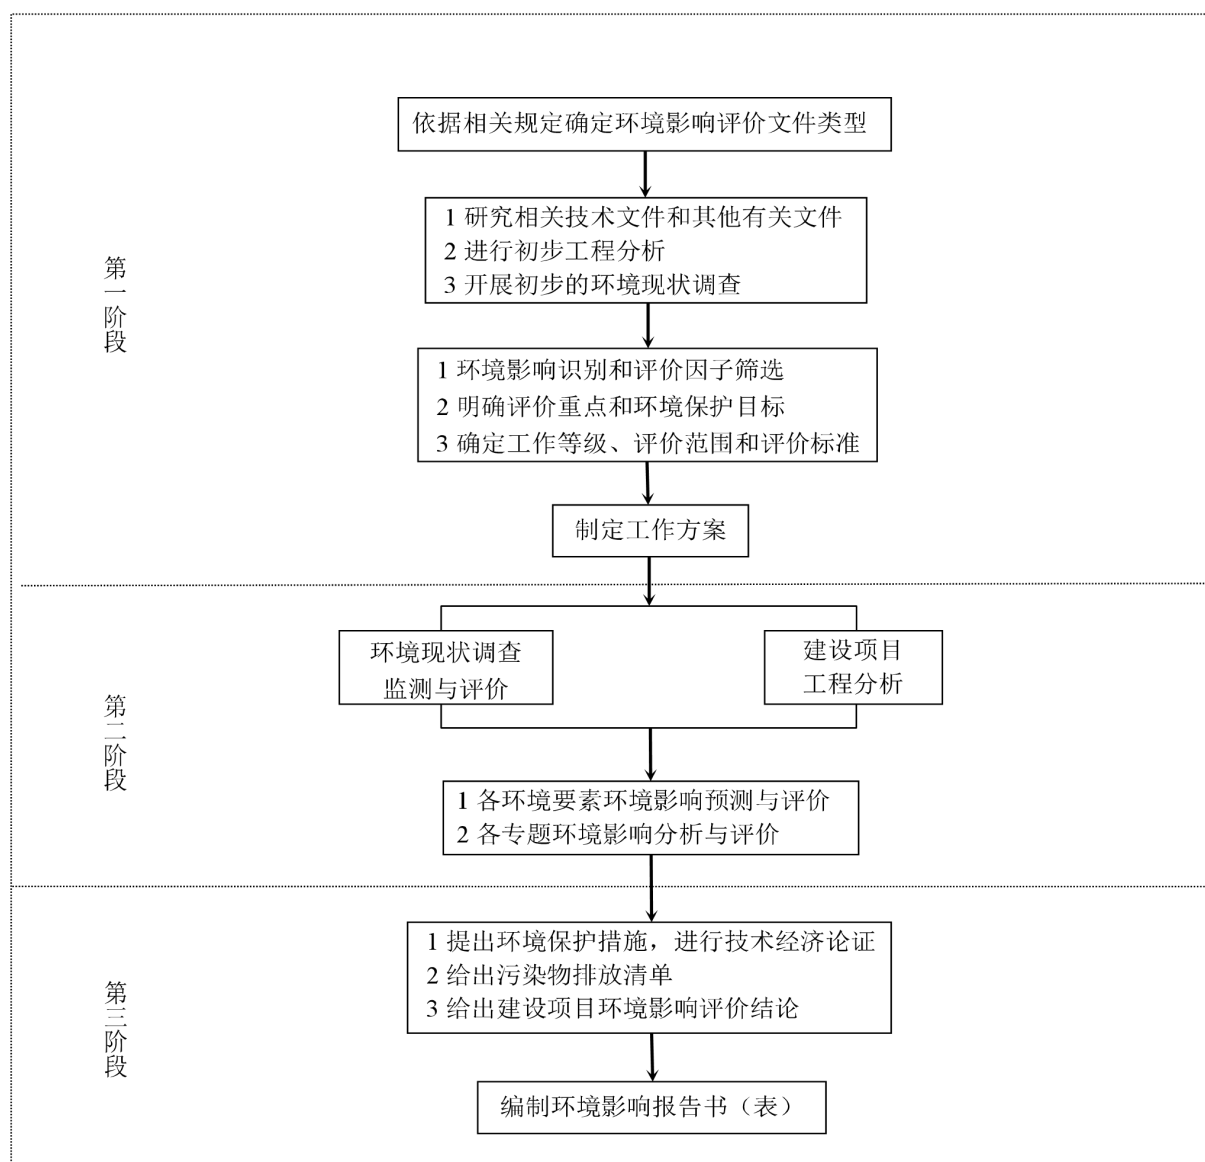 依据相关规定确定环境影响评价文件类型
1 研究相关技术文件和其他有关文件
2 进行初步工程分析
3 开展初步的环境现状调查
第一阶段
1 环境影响识别和评价因子筛选
2 明确评价重点和环境保护目标
3 确定工作等级、评价范围和评价标准
制定工作方案
环境现状调查
监测与评价
建设项目
工程分析
第二阶段
1 各环境要素环境影响预测与评价
2 各专题环境影响分析与评价
1 提出环境保护措施，进行技术经济论证
2 给出污染物排放清单
3 给出建设项目环境影响评价结论
第三阶段
编制环境影响报告书（表）